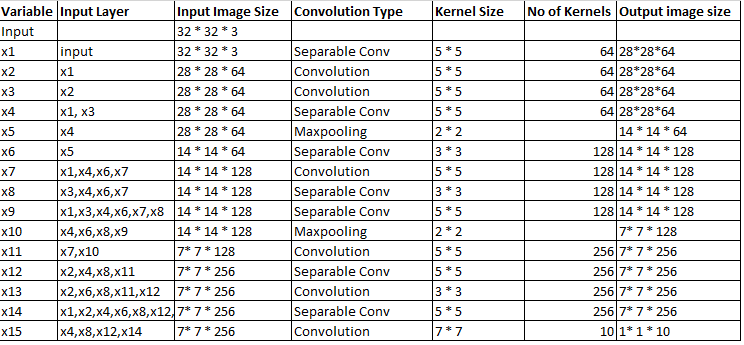 Variable Input Layer Input Image Size Convolution Type Kernel Size No of Kernels Output image size
Input 32 * 32 * 3
x1 input 32 * 32 * 3 Separable Conv 5 * 5 64 28*28*64
x2 x1 28 * 28 * 64 Convolution 5 * 5 64 28*28*64
x3 x2 28 * 28 * 64 Convolution 5 * 5 64 28*28*64
x4 x1, x3 28 * 28 * 64 Separable Conv 5 * 5 64 28*28*64
x5 x4 28 * 28 * 64 Maxpooling 2 * 2 14 * 14 * 64
x6 x5 14 * 14 * 64 Separable Conv 3 * 3 128 14 * 14 * 128
x7 x1,x4,x6,x7 14 * 14 * 128 Convolution 5 * 5 128 14 * 14 * 128
x8 x3,x4,x6,x7 14 * 14 * 128 Separable Conv 3 * 3 128 14 * 14 * 128
x9 x1,x3,x4,x6,x7,x8 14 * 14 * 128 Separable Conv 5 * 5 128 14 * 14 * 128
x10 x4,x6,x8,x9 14 * 14 * 128 Maxpooling 2 * 2 7* 7 * 128
x11 x7,x10 7* 7 * 128 Convolution 5 * 5 256 7* 7 * 256
x12 x2,x4,x8,x11 7* 7 * 256 Separable Conv 5 * 5 256 7* 7 * 256
x13 x2,x6,x8,x11,x12 7* 7 * 256 Convolution 3 * 3 256 7* 7 * 256
x14 x1,x2,x4,x6,x8,x12, 7* 7 * 256 Separable Conv 5 * 5 256 7* 7 * 256
x15 x4,x8,x12,x14 7* 7 * 256 Convolution 7 * 7 10 1* 1 * 10